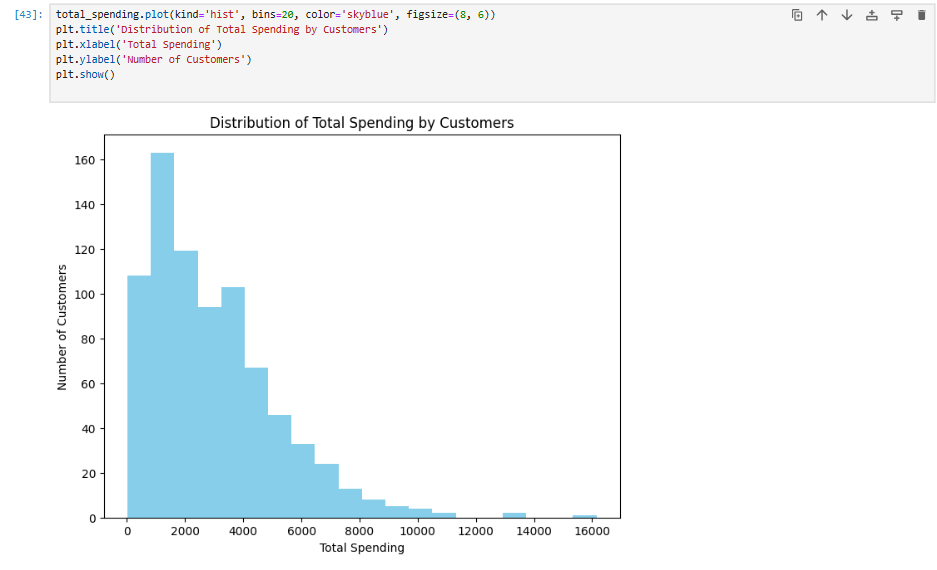 [43]: total_spending.plot(kind='hist', bins=20, color='skyblue', figsize=(8, 6))
plt.title('Distribution of Total Spending by Customers')
plt.xlabel('Total Spending')
plt.ylabel('Number of Customers')
plt.show()
Distribution of Total Spending by Customers
160
140
120
100
80
60
40
20
0
Number of Customers
0 2000 4000 6000 8000 10000 12000 14000 16000
Total Spending